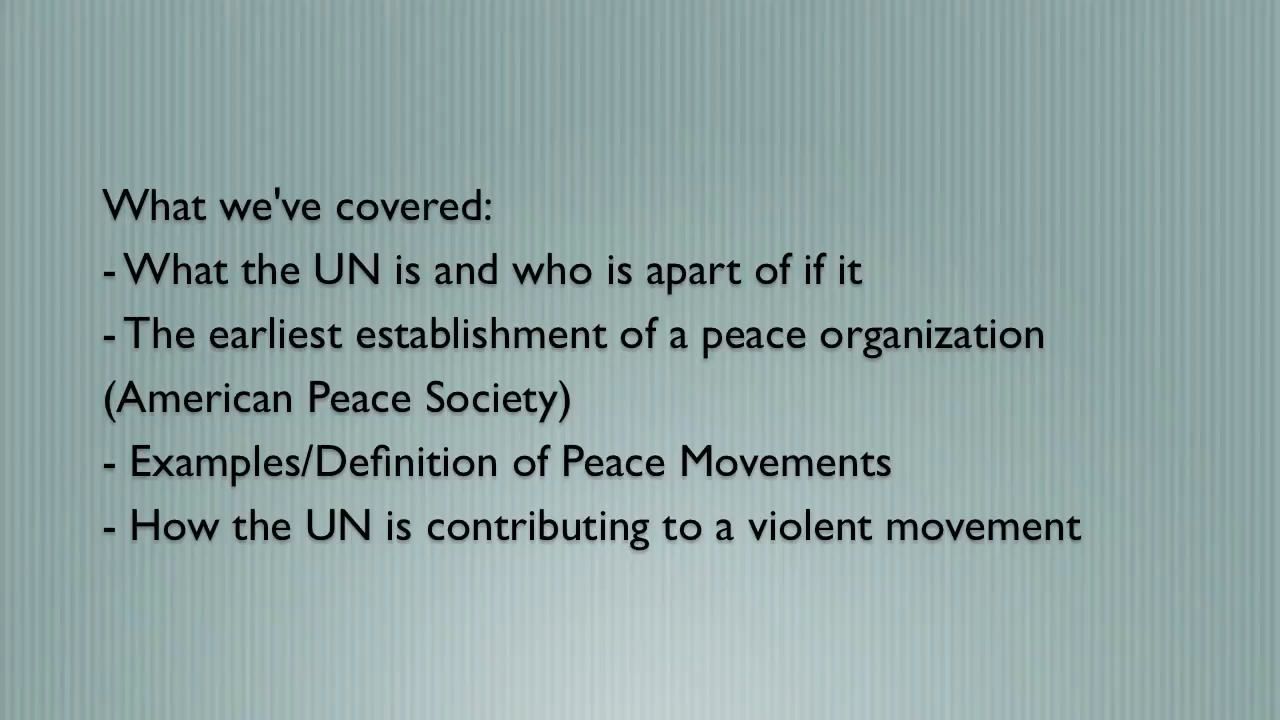 What we've covered:
- What the UN is and who is apart of if it
- The earliest establishment of a peace organization
(American Peace Society)
- Examples/Definition of Peace Movements
- How the UN is contributing to a violent movement